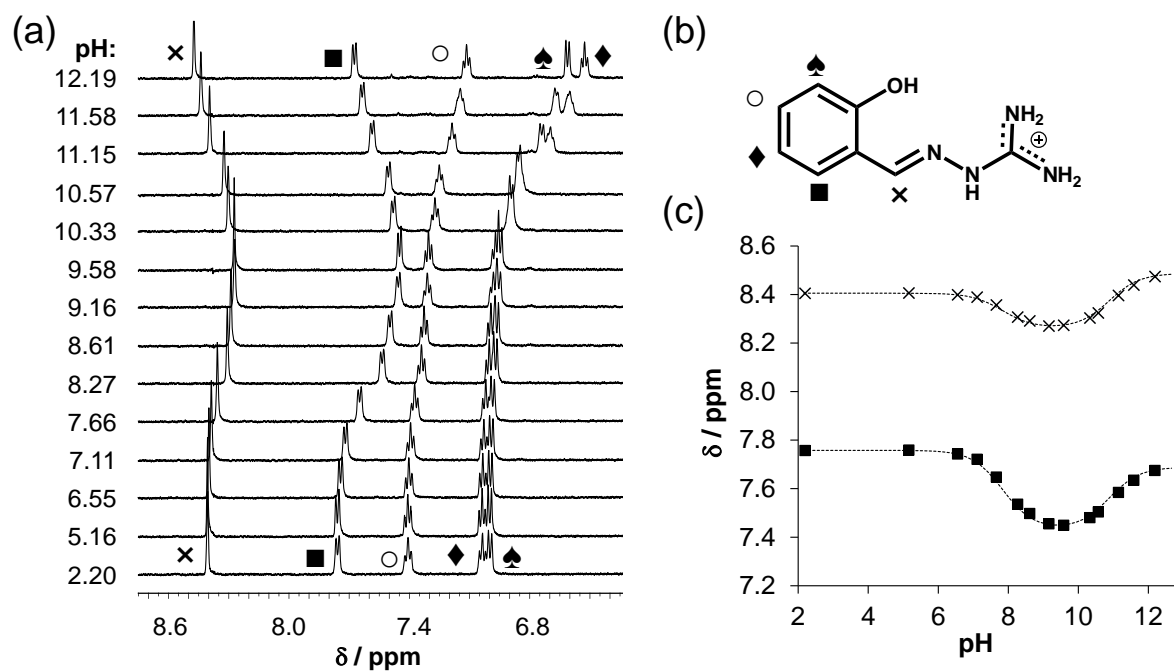 (a)
pH:
12.19
11.58
11.15
10.57
10.33
9.58
9.16
8.61
8.27
7.66
7.11
6.55
5.16
2.20
8.6 8.0 7.4 6.8
δ / ppm
(b)
OH
NH2
N
N
H
NH2
(c)
8.6
8.4
8.2
8.0
7.8
7.6
7.4
7.2
δ / ppm
2 4 6 8 10 12
pH